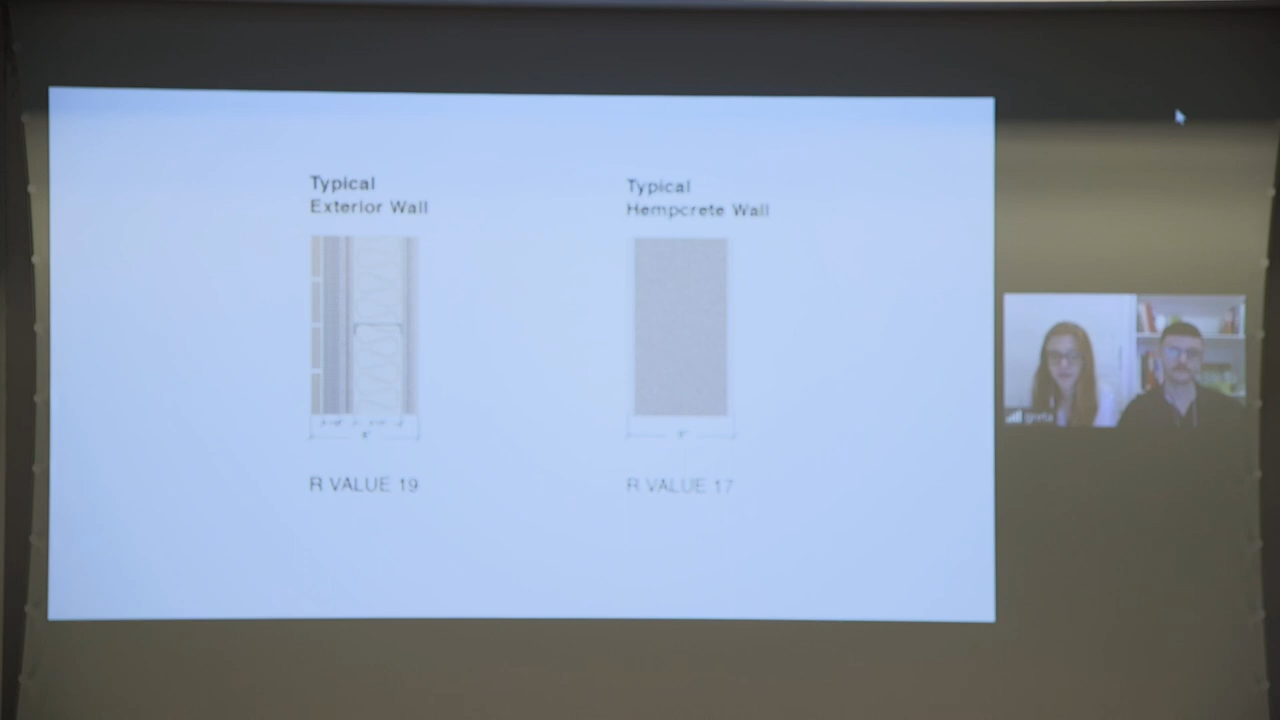 Typical
Exterior Wall
R VALUE 19
Typical
Hempcrete Wall
R VALUE 17